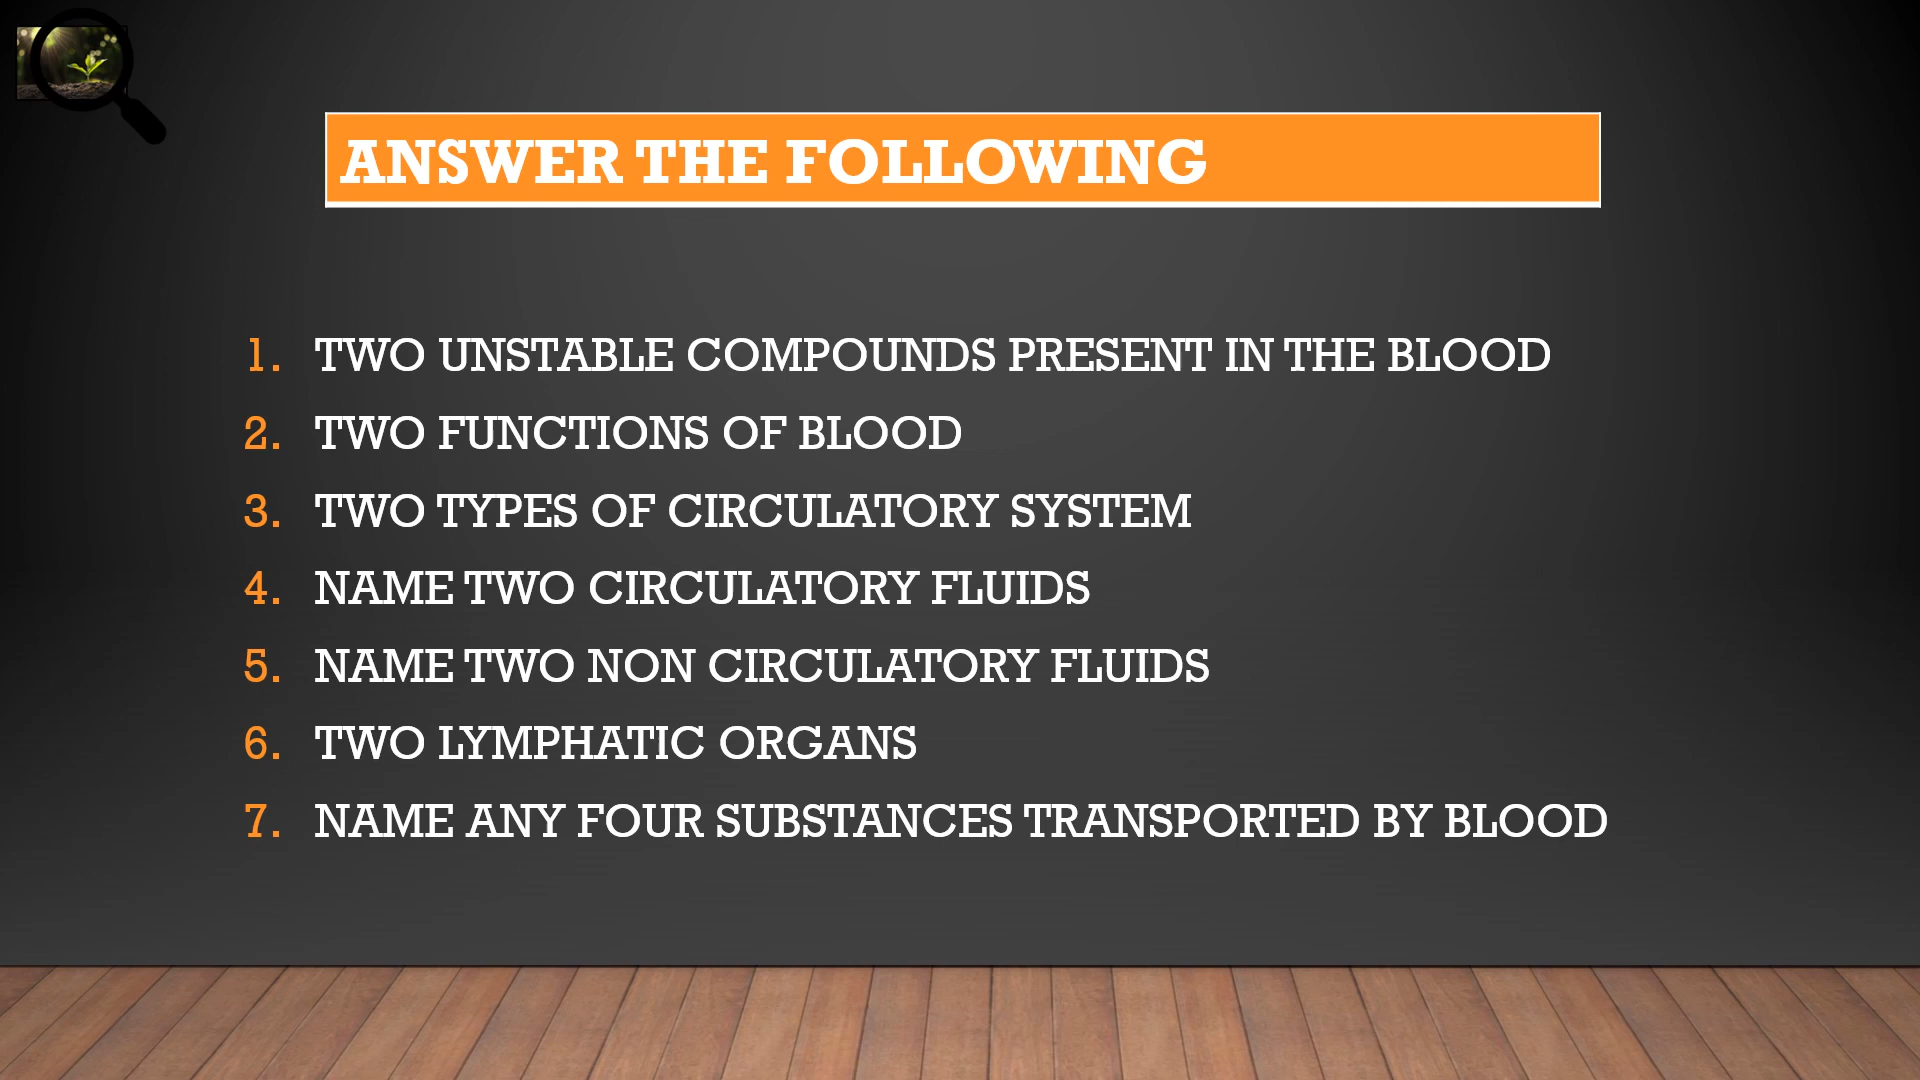 ANSWER THE FOLLOWING
1. TWO UNSTABLE COMPOUNDS PRESENT IN THE BLOOD
2. TWO FUNCTIONS OF BLOOD
3. TWO TYPES OF CIRCULATORY SYSTEM
4. NAME TWO CIRCULATORY FLUIDS
5. NAME TWO NON CIRCULATORY FLUIDS
6. TWO LYMPHATIC ORGANS
7. NAME ANY FOUR SUBSTANCES TRANSPORTED BY BLOOD